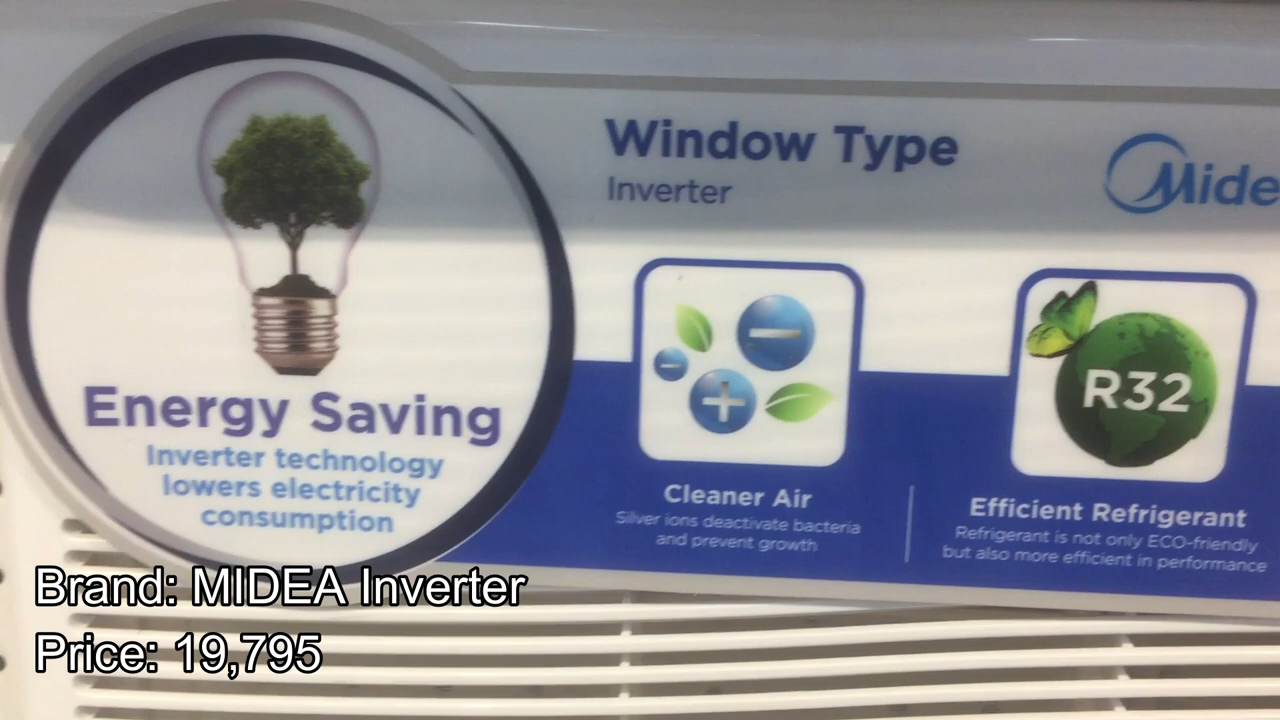 Window Type
Inverter
Mide
R32
Energy Saving
Inverter technology
lowers electricity
consumption
Cleaner Air
Silver ions deactivate bacteria
and prevent growth
Efficient Refrigerant
Refrigerant is not only ECO-friendly
but also more efficient in performance
Brand: MIDEA Inverter
Price: 19,795